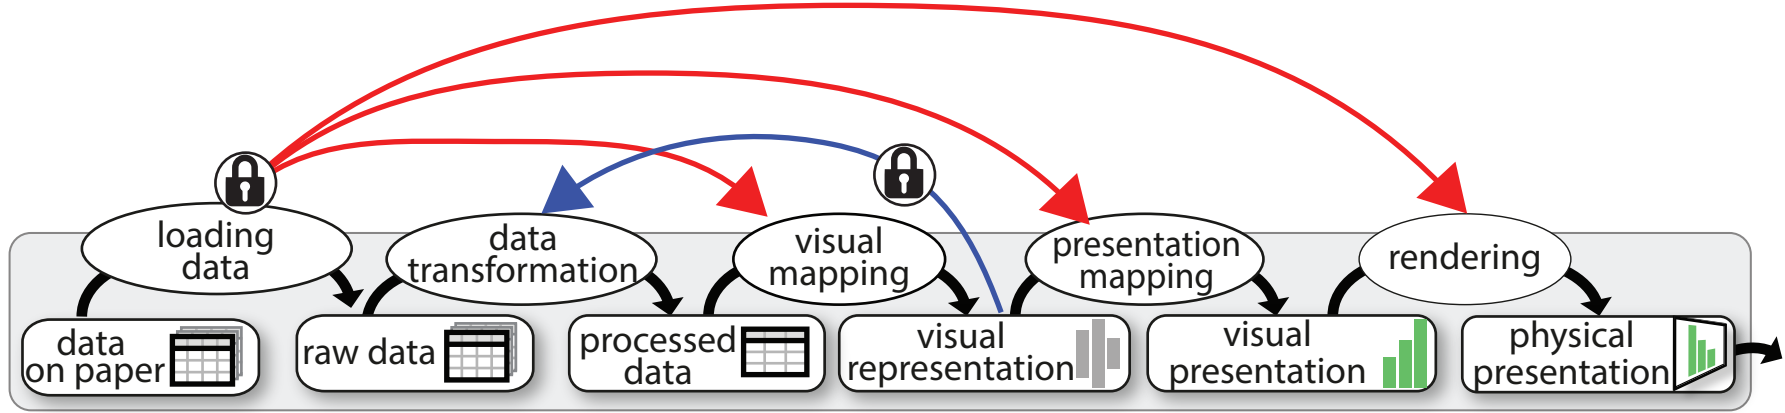 loading
data
data
transformation
visual
mapping
presentation
mapping
rendering
data
on paper
raw data
processed
data
visual
representation
visual
presentation
physical
presentation